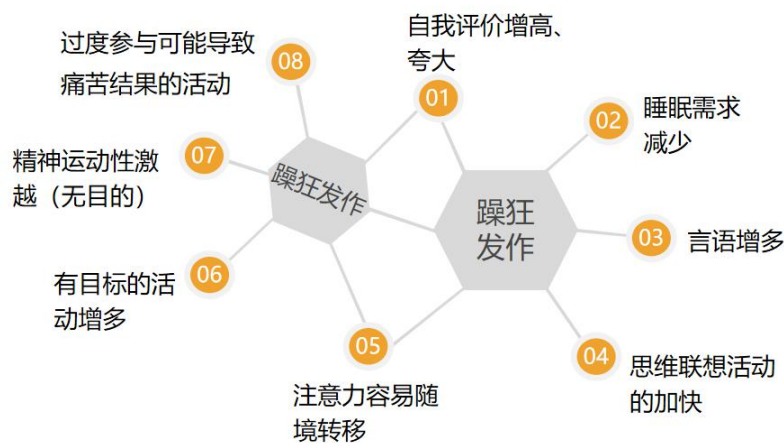 01
自我评价增高、
夸大
02
睡眠需求
减少
03
言语增多
04
思维联想活动
的加快
05
注意力容易随
境转移
06
有目标的活
动增多
07
精神运动性激
越（无目的）
08
过度参与可能导致
痛苦结果的活动
躁狂发作
躁狂
发作